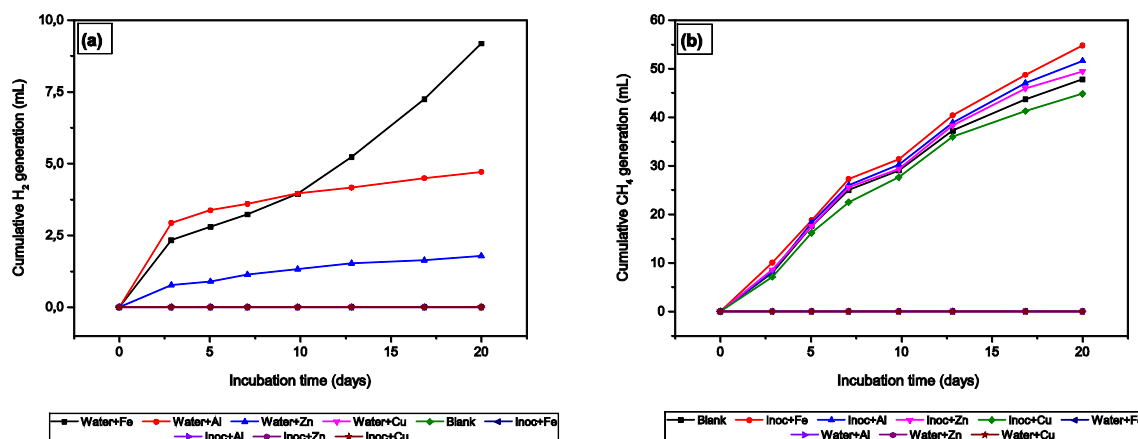 (a)
Cumulative H2 generation (mL)
10,0
7,5
5,0
2,5
0,0
0 5 10 15 20
Incubation time (days)
Water+Fe Water+Al Water+Zn Water+Cu Blank Inoc+Fe
Inoc+Al Inoc+Zn Inoc+Cu
(b)
Cumulative CH4 generation (mL)
60
50
40
30
20
10
0
0 5 10 15 20
Incubation time (days)
Blank Inoc+Fe Inoc+Al Inoc+Zn Inoc+Cu Water+F
Water+Al Water+Zn Water+Cu